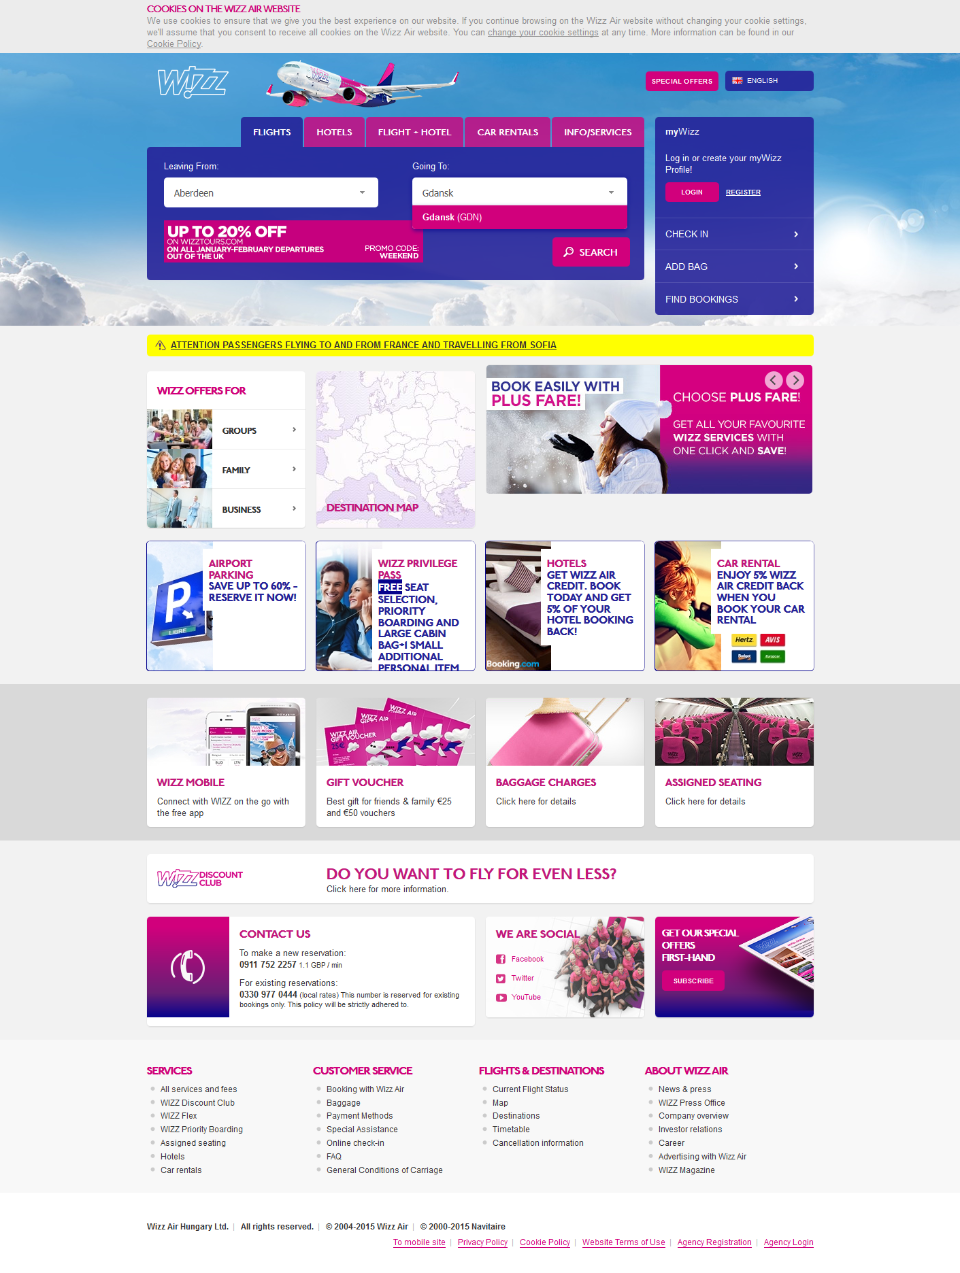 COOKIES ON THE WIZZ AIR WEBSITE
We use cookies to ensure that we give you the best experience on our website. If you continue browsing on the Wizz Air website without changing your cookie settings,
we'll assume that you consent to receive all cookies on the Wizz Air website. You can change your cookie settings at any time. More information can be found in our
Cookie Policy.
WIZZ
SPECIAL OFFERS
ENGLISH
FLIGHTS
HOTELS
FLIGHT + HOTEL
CAR RENTALS
INFO/SERVICES
Leaving From:
Going To:
Aberdeen
Gdansk
Gdansk (GDN)
UP TO 20% OFF
ON WIZZTOURS.COM
ON ALL JANUARY-FEBRUARY DEPARTURES
OUT OF THE UK
PROMO CODE:
WEEKEND
SEARCH
myWizz
Log in or create your myWizz
Profile!
LOGIN
REGISTER
CHECK IN
ADD BAG
FIND BOOKINGS
ATTENTION PASSENGERS FLYING TO AND FROM FRANCE AND TRAVELLING FROM SOFIA
WIZZ OFFERS FOR
GROUPS
FAMILY
BUSINESS
DESTINATION MAP
BOOK EASILY WITH
PLUS FARE!
CHOOSE PLUS FARE!
GET ALL YOUR FAVOURITE
WIZZ SERVICES WITH
ONE CLICK AND SAVE!
AIRPORT
PARKING
SAVE UP TO 60% –
RESERVE IT NOW!
P
LIBRE
WIZZ PRIVILEGE
PASS
FREE SEAT
SELECTION,
PRIORITY
BOARDING AND
LARGE CABIN
BAG+1 SMALL
ADDITIONAL
PERSONAL ITEM
HOTELS
GET WIZZ AIR
CREDIT. BOOK
TODAY AND GET
5% OF YOUR
HOTEL BOOKING
BACK!
Booking.com
CAR RENTAL
ENJOY 5% WIZZ
AIR CREDIT BACK
WHEN YOU
BOOK YOUR CAR
RENTAL
Hertz
AVIS
WIZZ MOBILE
Connect with WIZZ on the go with
the free app
WIZZ AIR
GIFT VOUCHER
GIFT VOUCHER
Best gift for friends & family €25
and €50 vouchers
BAGGAGE CHARGES
Click here for details
ASSIGNED SEATING
Click here for details
WIZZ DISCOUNT
CLUB
DO YOU WANT TO FLY FOR EVEN LESS?
Click here for more information.
CONTACT US
To make a new reservation:
0911 752 2257 1.1 GBP / min
For existing reservations:
0330 977 0444 (local rates) This number is reserved for existing
bookings only. This policy will be strictly adhered to.
WE ARE SOCIAL
Facebook
Twitter
YouTube
GET OUR SPECIAL
OFFERS
FIRST-HAND
SUBSCRIBE
SERVICES
All services and fees
WIZZ Discount Club
WIZZ Flex
WIZZ Priority Boarding
Assigned seating
Hotels
Car rentals
CUSTOMER SERVICE
Booking with Wizz Air
Baggage
Payment Methods
Special Assistance
Online check-in
FAQ
General Conditions of Carriage
FLIGHTS & DESTINATIONS
Current Flight Status
Map
Destinations
Timetable
Cancellation information
ABOUT WIZZ AIR
News & press
WIZZ Press Office
Company overview
Investor relations
Career
Advertising with Wizz Air
WIZZ Magazine
Wizz Air Hungary Ltd. | All rights reserved. | © 2004-2015 Wizz Air | © 2000-2015 Navitaire
To mobile site | Privacy Policy | Cookie Policy | Website Terms of Use | Agency Registration | Agency Login